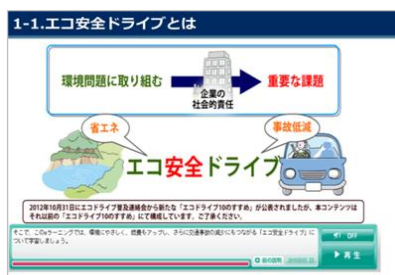 1-1.エコ安全ドライブとは
環境問題に取り組む
企業の
社会的責任
重要な課題
省エネ
事故低減
エコ安全ドライブ
2012年10月31日にエコドライブ普及連絡会から新たな「エコドライブ10のすすめ」が公表されましたが、本コンテンツは
それ以前の「エコドライブ10のすすめ」にて構成しています。ご了承ください。
そこで、このeラーニングでは、環境にやさしく、燃費もアップし、さらに交通事故の減少にもつながる「エコ安全ドライブ」に
ついて学習しましょう。
OFF
再生